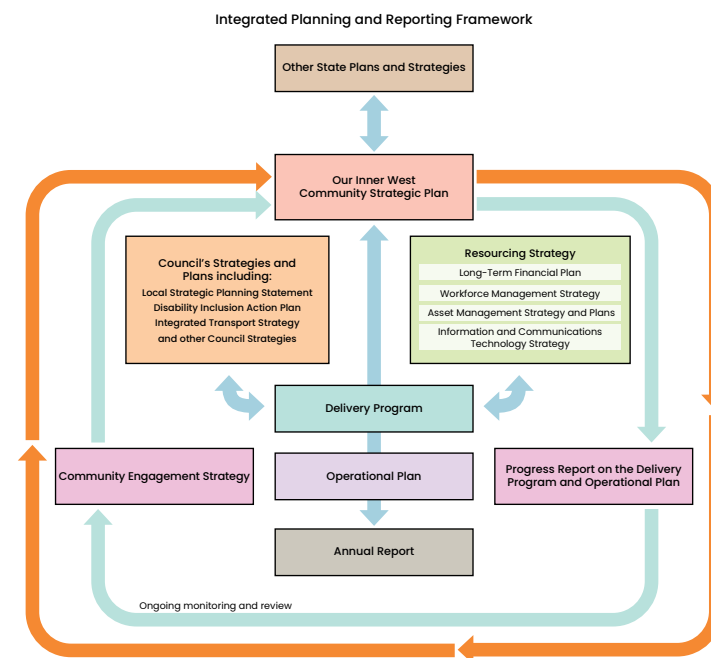 Integrated Planning and Reporting Framework
Other State Plans and Strategies
Our Inner West
Community Strategic Plan
Council’s Strategies and
Plans including:
Local Strategic Planning Statement
Disability Inclusion Action Plan
Integrated Transport Strategy
and other Council Strategies
Resourcing Strategy
Long-Term Financial Plan
Workforce Management Strategy
Asset Management Strategy and Plans
Information and Communications
Technology Strategy
Delivery Program
Community Engagement Strategy
Operational Plan
Progress Report on the Delivery
Program and Operational Plan
Annual Report
Ongoing monitoring and review